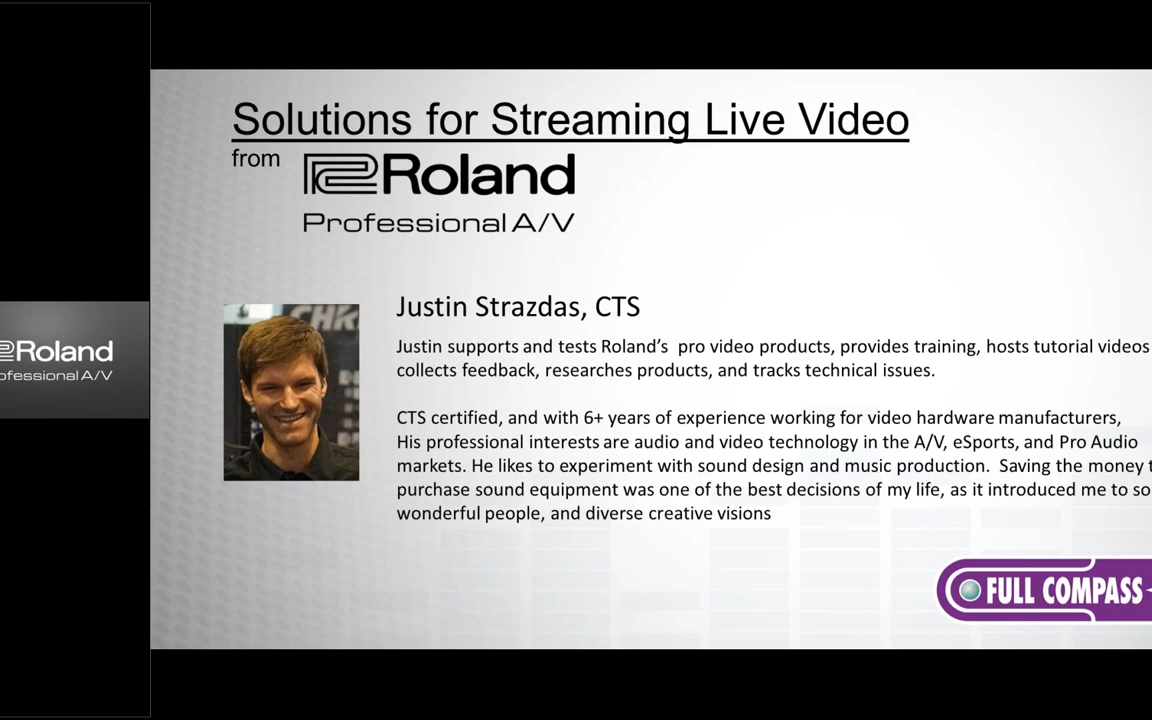 Solutions for Streaming Live Video
from Roland
Professional A/V
Justin Strazdas, CTS
Justin supports and tests Roland's pro video products, provides training, hosts tutorial videos
collects feedback, researches products, and tracks technical issues.
CTS certified, and with 6+ years of experience working for video hardware manufacturers,
His professional interests are audio and video technology in the A/V, eSports, and Pro Audio
markets. He likes to experiment with sound design and music production. Saving the money t
purchase sound equipment was one of the best decisions of my life, as it introduced me to so
wonderful people, and diverse creative visions
FULL COMPASS
Roland
ofessional A/V
CHR